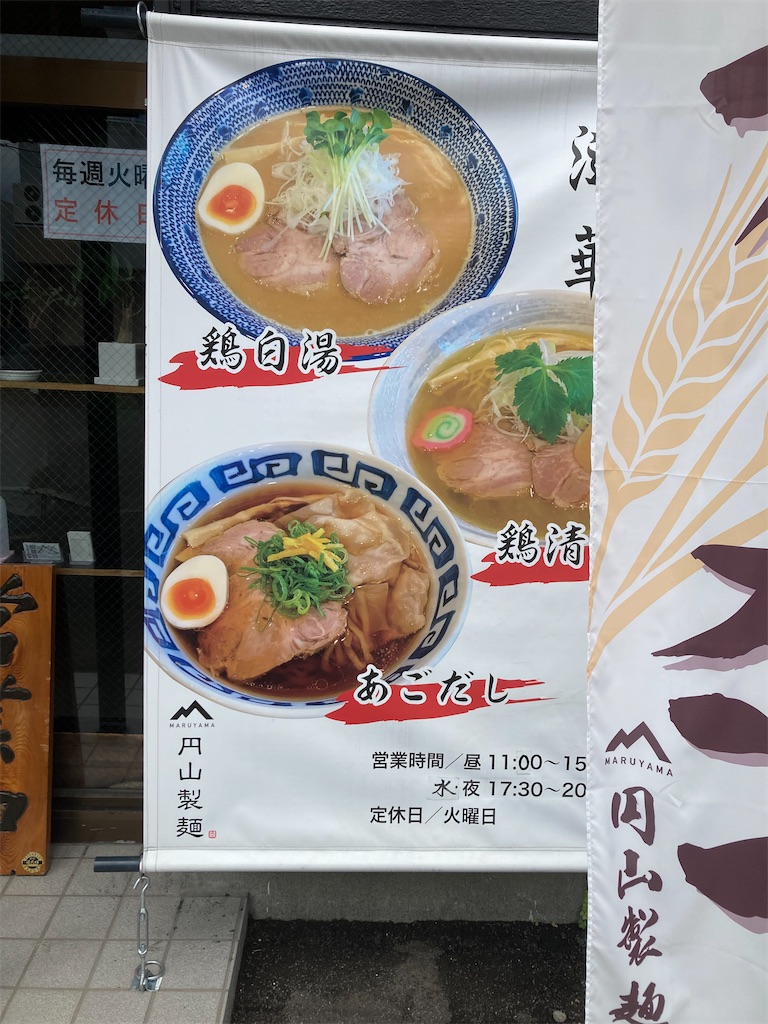 毎週火曜
定休日
華
鶏白湯
鶏清
あごだし
MARUYAMA
円山製麺
営業時間／昼 11:00〜15
水・夜 17:30〜20
定休日／火曜日
MARUYAMA
円山製麺